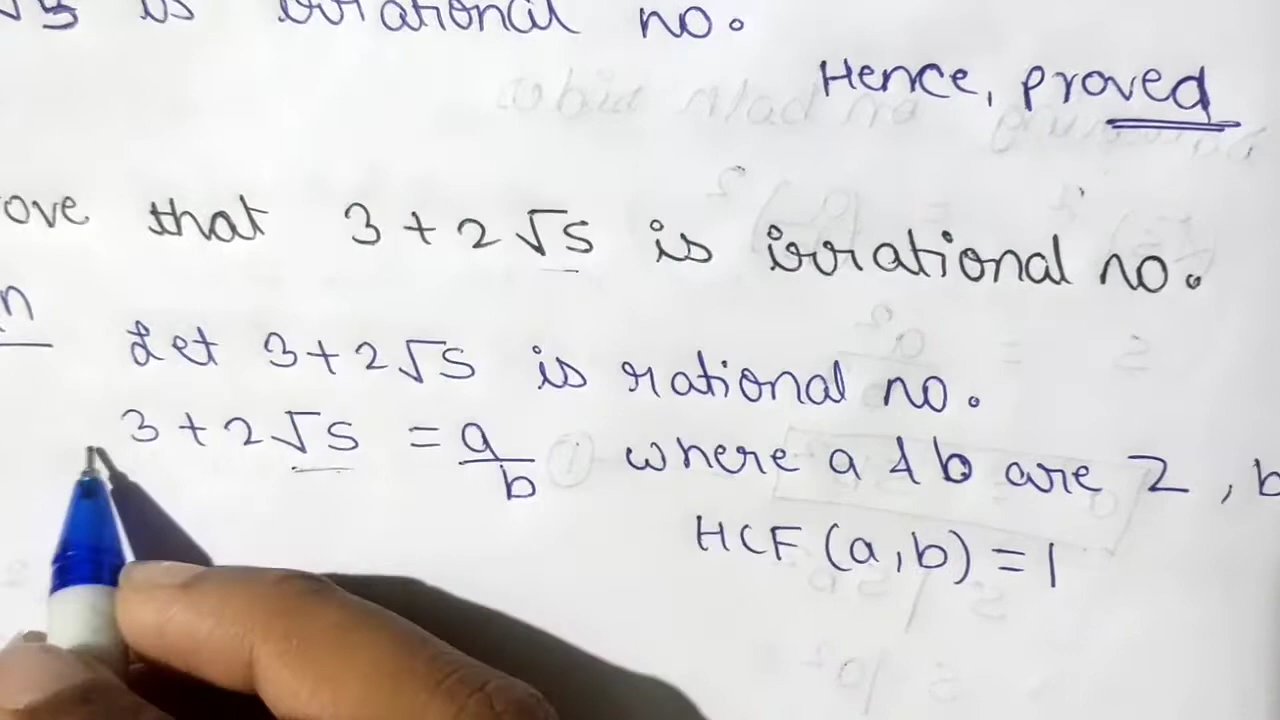 is irrational no.
Hence, proved
that 3+2√5 is irrational no.
Let 3+2√5 is rational no.
3+2√5 = a/b where a & b are Z, b
HCF (a,b) = 1